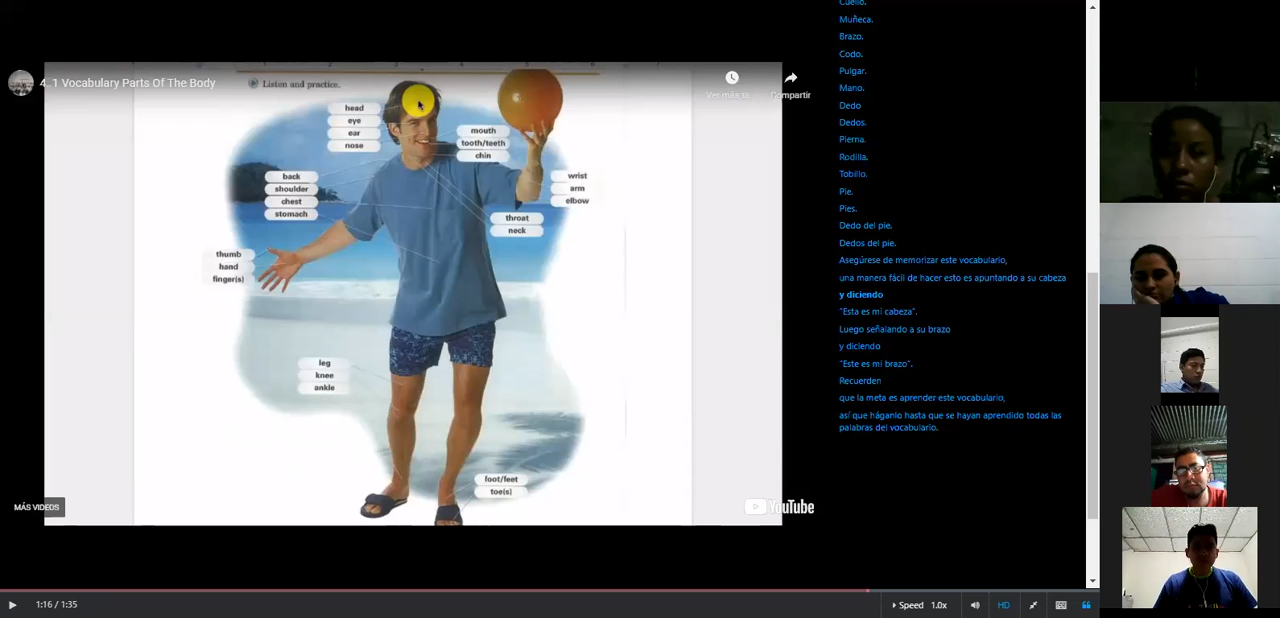 4..1 Vocabulary Parts Of The Body
Listen and practice.
Ver más ta...
Compartir
head
eye
ear
nose
mouth
tooth/teeth
chin
back
shoulder
chest
stomach
wrist
arm
elbow
throat
neck
thumb
hand
finger(s)
leg
knee
ankle
foot/feet
toe(s)
MÁS VIDEOS
YouTube
Cuello.
Muñeca.
Brazo.
Codo.
Pulgar.
Mano.
Dedo
Dedos.
Pierna.
Rodilla.
Tobillo.
Pie.
Pies.
Dedo del pie.
Dedos del pie.
Asegúrese de memorizar este vocabulario,
una manera fácil de hacer esto es apuntando a su cabeza
y diciendo
"Esta es mi cabeza".
Luego señalando a su brazo
y diciendo
"Este es mi brazo".
Recuerden
que la meta es aprender este vocabulario,
así que háganlo hasta que se hayan aprendido todas las
palabras del vocabulario.
1:16 / 1:35
Speed 1.0x
HD